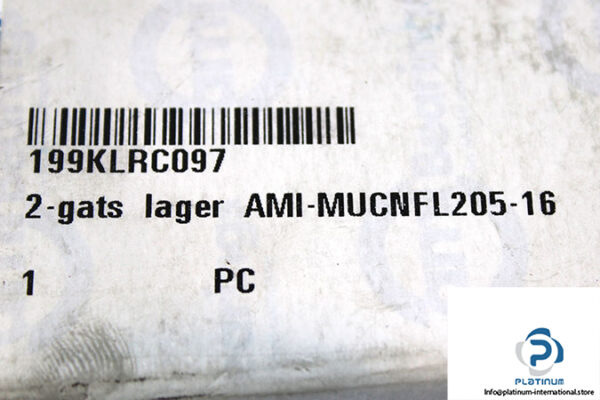 199KLRC097
2-gats lager AMI-MUCNFL205-16
1 PC
PLATINUM
Info@platinum-international.store